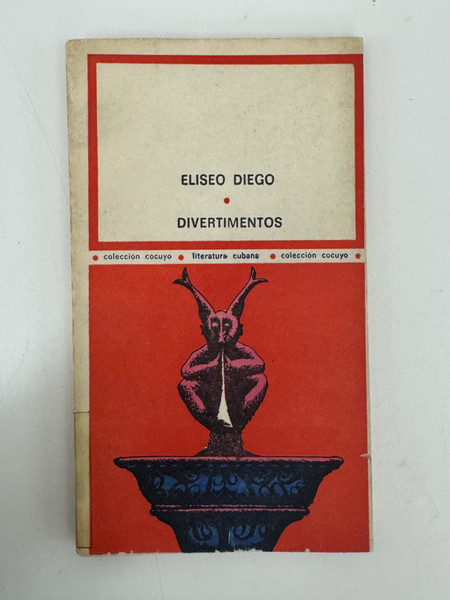 ELISEO DIEGO
DIVERTIMENTOS
• colección cocuyo • literatura cubana • colección cocuyo •